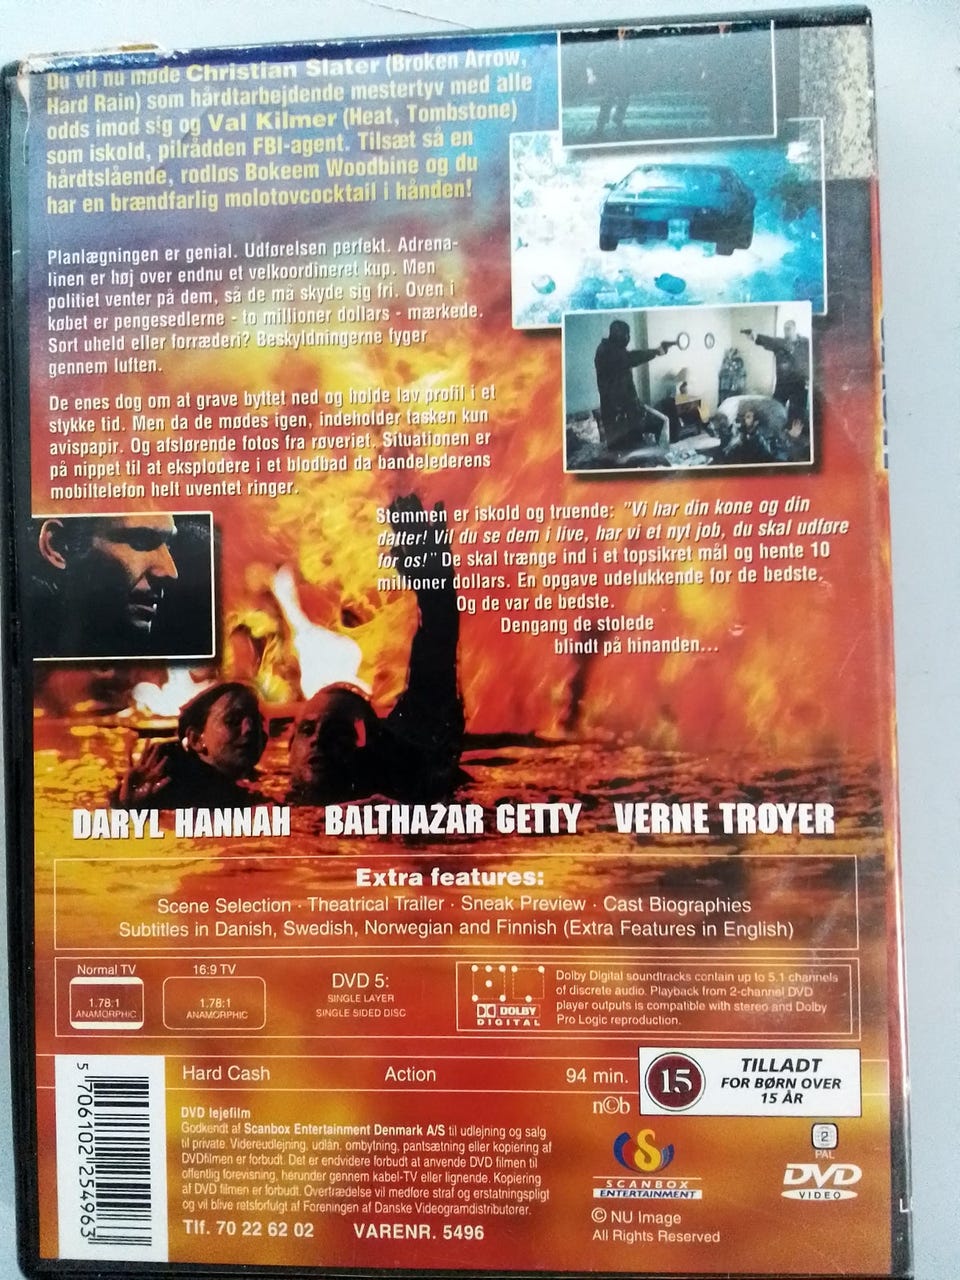 Du vil nu møde Christian Slater (Broken Arrow,
Hard Rain) som hårdtarbejdende mestertyv med alle
odds imod sig og Val Kilmer (Heat, Tombstone)
som iskold, pilrådden FBI-agent. Tilsæt så en
hårdtslående, rodløs Bokeem Woodbine og du
har en brændfarlig molotovcocktail i hånden!
Planlægningen er genial. Udførelsen perfekt. Adrena-
linen er høj over endnu et velkoordineret kup. Men
politiet venter på dem, så de må skyde sig fri. Oven i
købet er pengesedlerne - to millioner dollars - mærkede.
Sort uheld eller forræderi? Beskyldningerne fyger
gennem luften.
De enes dog om at grave byttet ned og holde lav profil i et
stykke tid. Men da de mødes igen, indeholder tasken kun
avispapir. Og afslørende fotos fra røveriet. Situationen er
på nippet til at eksplodere i et blodbad da bandelederens
mobiltelefon helt uventet ringer.
Stemmen er iskold og truende: "Vi har din kone og din
datter! Vil du se dem i live, har vi et nyt job, du skal udføre
for os!" De skal trænge ind i et topsikret mål og hente 10
millioner dollars. En opgave udelukkende for de bedste.
Og de var de bedste.
Dengang de stolede
blindt på hinanden...
DARYL HANNAH BALTHAZAR GETTY VERNE TROYER
Extra features:
Scene Selection · Theatrical Trailer · Sneak Preview · Cast Biographies
Subtitles in Danish, Swedish, Norwegian and Finnish (Extra Features in English)
Normal TV
1.78:1
ANAMORPHIC
16:9 TV
1.78:1
ANAMORPHIC
DVD 5:
SINGLE LAYER
SINGLE SIDED DISC
DOLBY
DIGITAL
Dolby Digital soundtracks contain up to 5.1 channels
of discrete audio. Playback from 2-channel DVD
player outputs is compatible with stereo and Dolby
Pro Logic reproduction.
Hard Cash Action 94 min.
15
TILLADT
FOR BØRN OVER
15 ÅR
n©b
DVD lejefilm
Godkendt af Scanbox Entertainment Denmark A/S til udlejning og salg
til private. Videreudlejning, udlån, ombytning, pantsætning eller kopiering af
DVDfilmen er forbudt. Det er endvidere forbudt at anvende DVD filmen til
offentlig forevisning, herunder gennem kabel-TV eller lignende. Kopiering
af DVD filmen er forbudt. Overtrædelse vil medføre straf og erstatningspligt
og vil blive retsforfulgt af Foreningen af Danske Videogramdistributører.
Tlf. 70 22 62 02 VARENR. 5496
5 706102 254963
SCANBOX
ENTERTAINMENT
© NU Image
All Rights Reserved
2
PAL
DVD
VIDEO